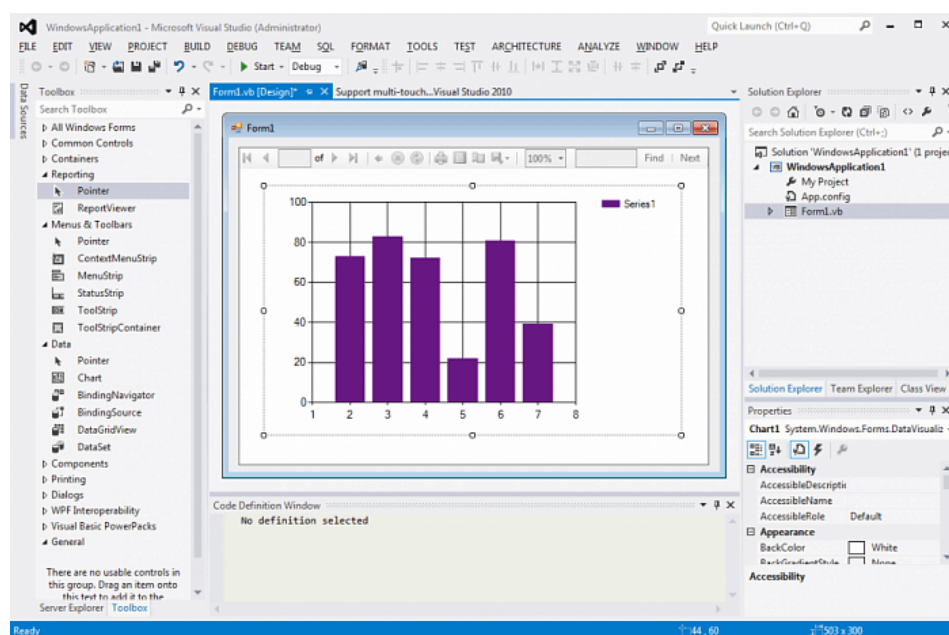 WindowsApplication1 - Microsoft Visual Studio (Administrator)
Quick Launch (Ctrl+Q)
FILE EDIT VIEW PROJECT BUILD DEBUG TEAM SQL FORMAT TOOLS TEST ARCHITECTURE ANALYZE WINDOW HELP
Start - Debug
Data Sources
Toolbox
Search Toolbox
All Windows Forms
Common Controls
Containers
Reporting
Pointer
ReportViewer
Menus & Toolbars
Pointer
ContextMenuStrip
MenuStrip
StatusStrip
ToolStrip
ToolStripContainer
Data
Pointer
Chart
BindingNavigator
BindingSource
DataGridView
DataSet
Components
Printing
Dialogs
WPF Interoperability
Visual Basic PowerPacks
General
There are no usable controls in
this group. Drag an item onto
this text to add it to the
Server Explorer Toolbox
Form1.vb [Design]* Support multi-touch...Visual Studio 2010
Form1
of 100% Find | Next
100
80
60
40
20
0
1 2 3 4 5 6 7 8
Series1
Code Definition Window
No definition selected
Solution Explorer
Search Solution Explorer (Ctrl+;)
Solution 'WindowsApplication1' (1 projec
WindowsApplication1
My Project
App.config
Form1.vb
Solution Explorer Team Explorer Class View
Properties
Chart1 System.Windows.Forms.DataVisualiz
Accessibility
AccessibleDescriptic
AccessibleName
AccessibleRole Default
Appearance
BackColor White
BackGradientStyle None
Accessibility
Ready
44 , 60
503 x 300